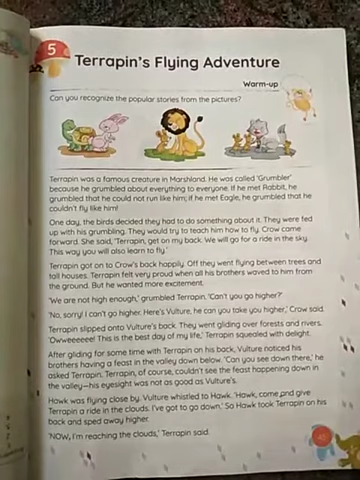 5
Terrapin's Flying Adventure
Warm-up
Can you recognize the popular stories from the pictures?
Terrapin was a famous creature in Marshland. He was called 'Grumbler'
because he grumbled about everything to everyone. If he met Rabbit, he
grumbled that he could not run like him; if he met Eagle, he grumbled that he
couldn't fly like him!
One day, the birds decided they had to do something about it. They were fed
up with his grumbling. They would try to teach him how to fly. Crow came
forward. She said, 'Terrapin, get on my back. We will go for a ride in the sky.
This way you will also learn to fly.'
Terrapin got on to Crow's back happily. Off they went flying between trees and
tall houses. Terrapin felt very proud when all his brothers waved to him from
the ground. But he wanted more excitement.
'We are not high enough,' grumbled Terrapin. 'Can't you go higher?'
'No, sorry! I can't go higher. Here's Vulture, he can you take you higher,' Crow said.
Terrapin slipped onto Vulture's back. They went gliding over forests and rivers.
'Owweeeeee! This is the best day of my life,' Terrapin squealed with delight.
After gliding for some time with Terrapin on his back, Vulture noticed his
brothers having a feast in the valley down below. 'Can you see down there,' he
asked Terrapin. Terrapin, of course, couldn't see the feast happening down in
the valley—his eyesight was not as good as Vulture's.
Hawk was flying close by. Vulture whistled to Hawk. 'Hawk, come and give
Terrapin a ride in the clouds. I've got to go down.' So Hawk took Terrapin on his
back and sped away higher.
'NOW, I'm reaching the clouds,' Terrapin said.